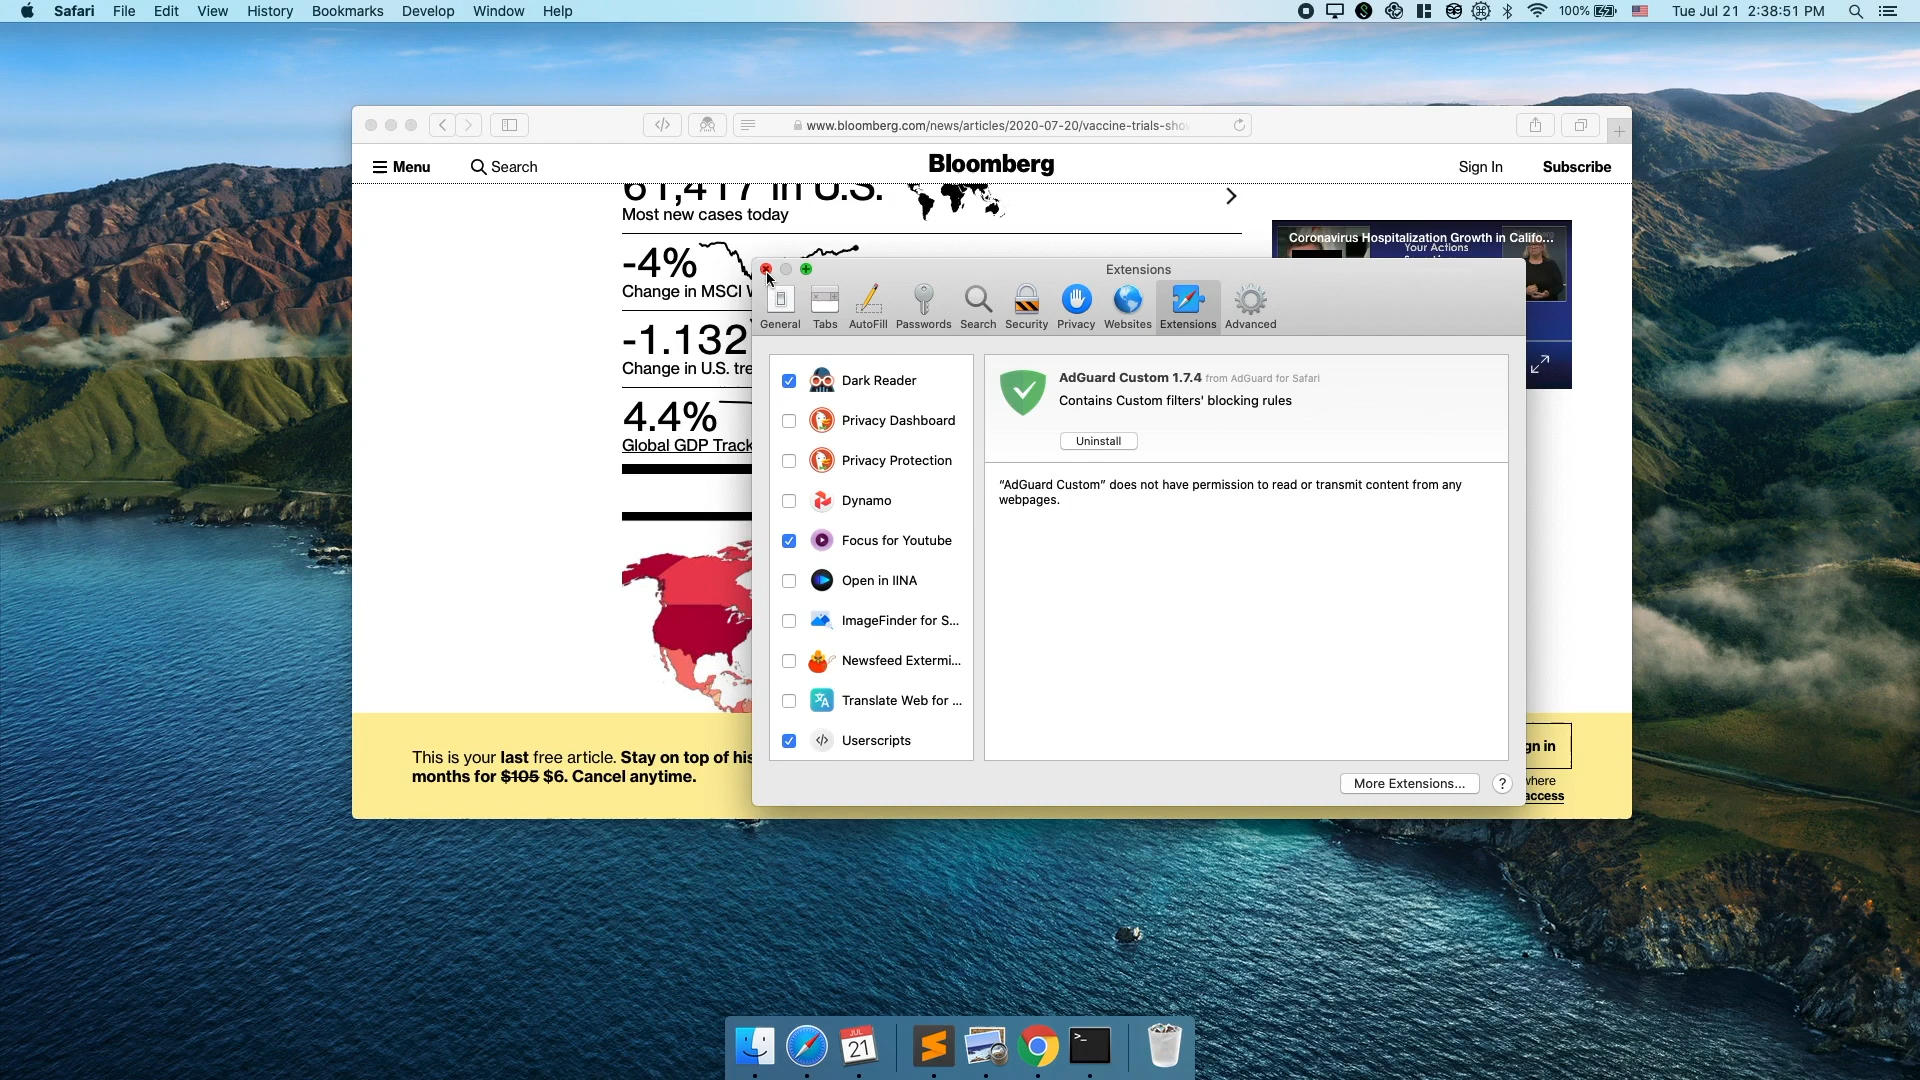 Safari File Edit View History Bookmarks Develop Window Help
100% Tue Jul 21 2:38:51 PM
www.bloomberg.com/news/articles/2020-07-20/vaccine-trials-sho
Menu Search Bloomberg Sign In Subscribe
61,417 in U.S.
Most new cases today
-4%
Change in MSCI W
-1.132
Change in U.S. tre
4.4%
Global GDP Track
Coronavirus Hospitalization Growth in Califo...
Your Actions
Extensions
General Tabs AutoFill Passwords Search Security Privacy Websites Extensions Advanced
Dark Reader
Privacy Dashboard
Privacy Protection
Dynamo
Focus for Youtube
Open in IINA
ImageFinder for S...
Newsfeed Extermi...
Translate Web for ...
Userscripts
AdGuard Custom 1.7.4 from AdGuard for Safari
Contains Custom filters' blocking rules
Uninstall
“AdGuard Custom” does not have permission to read or transmit content from any
webpages.
More Extensions... ?
This is your last free article. Stay on top of his
months for $105 $6. Cancel anytime.
gn in
where
access
JUL
21